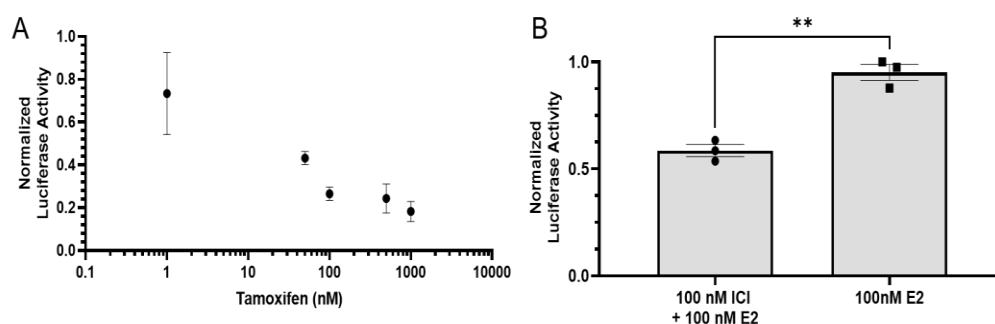 A
Normalized
Luciferase Activity
1.0
0.8
0.6
0.4
0.2
0.0
0.1
1
10
100
1000
10000
Tamoxifen (nM)
B
**
Normalized
Luciferase Activity
1.0
0.5
0.0
100 nM ICI
+ 100 nM E2
100nM E2